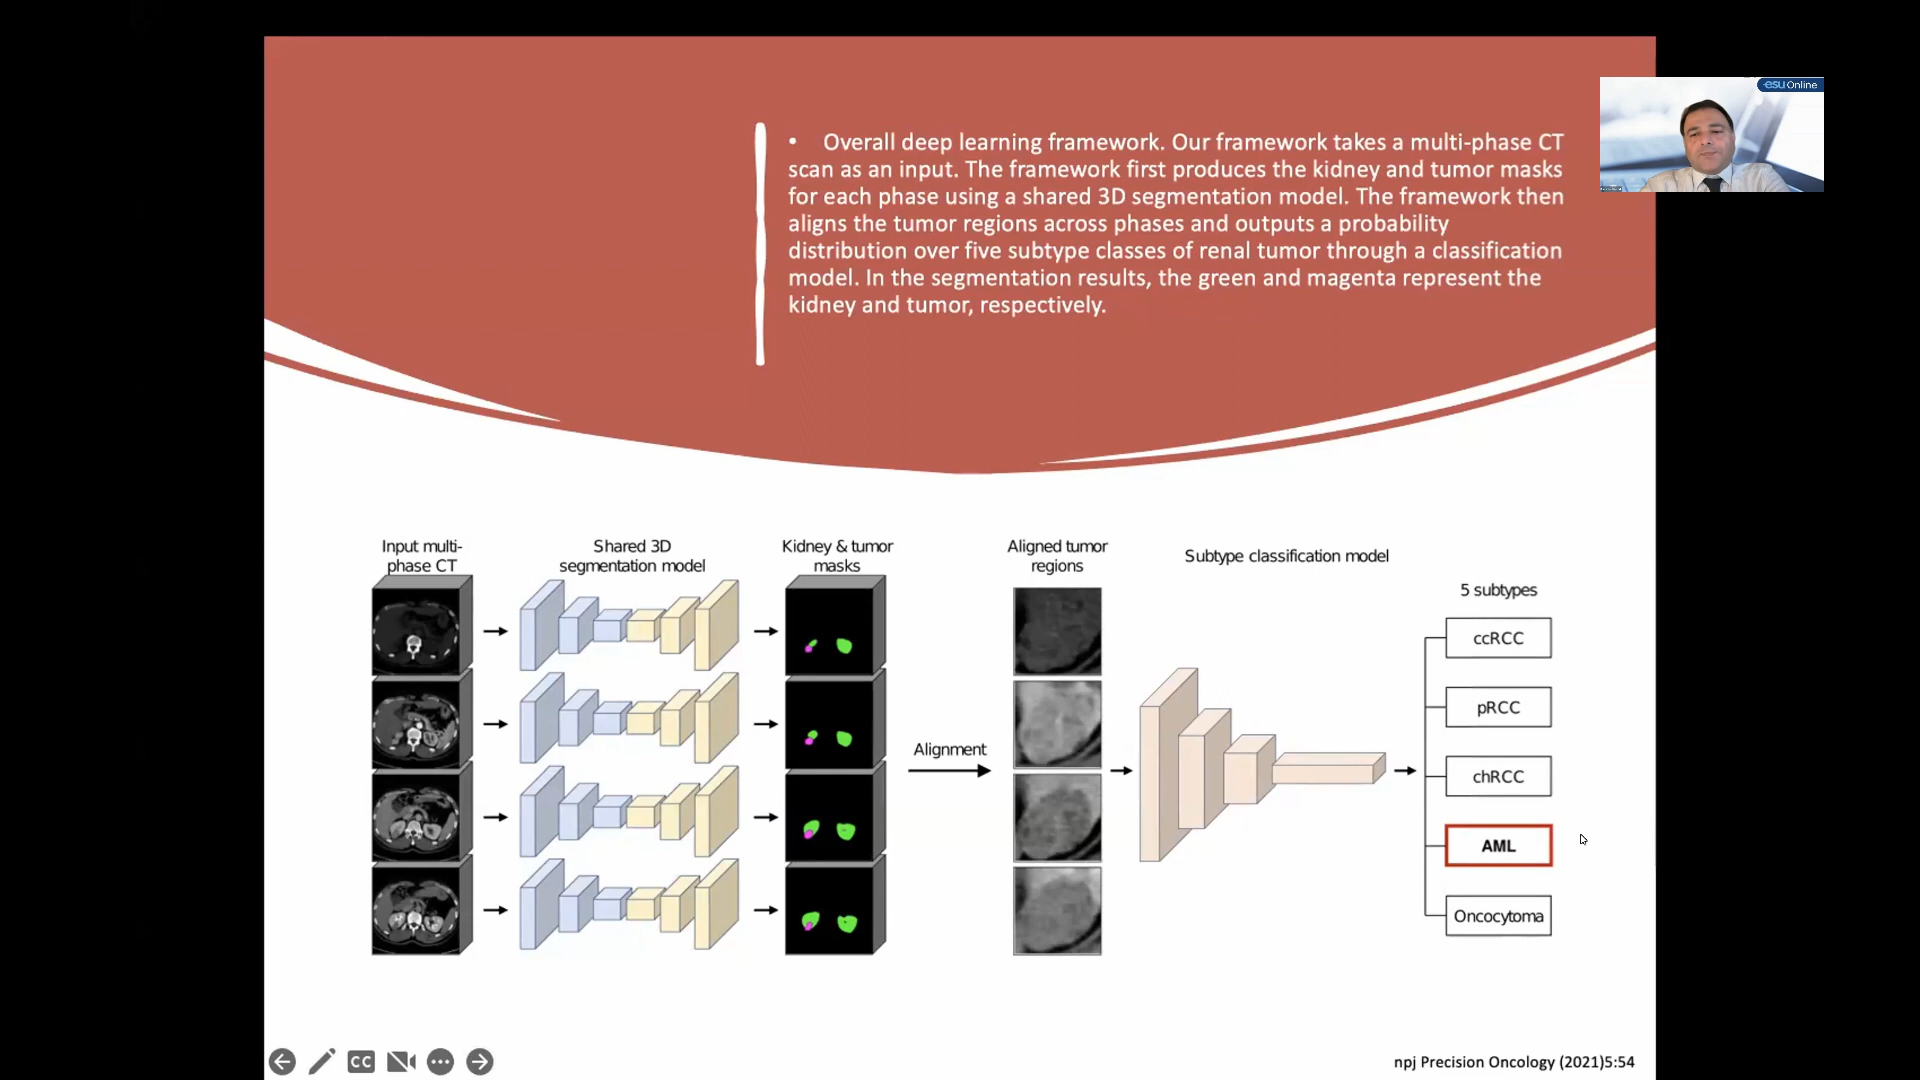 esu Online
• Overall deep learning framework. Our framework takes a multi-phase CT
scan as an input. The framework first produces the kidney and tumor masks
for each phase using a shared 3D segmentation model. The framework then
aligns the tumor regions across phases and outputs a probability
distribution over five subtype classes of renal tumor through a classification
model. In the segmentation results, the green and magenta represent the
kidney and tumor, respectively.
Input multi-
phase CT
Shared 3D
segmentation model
Kidney & tumor
masks
Alignment
Aligned tumor
regions
Subtype classification model
5 subtypes
ccRCC
pRCC
chRCC
AML
Oncocytoma
CC
npj Precision Oncology (2021)5:54